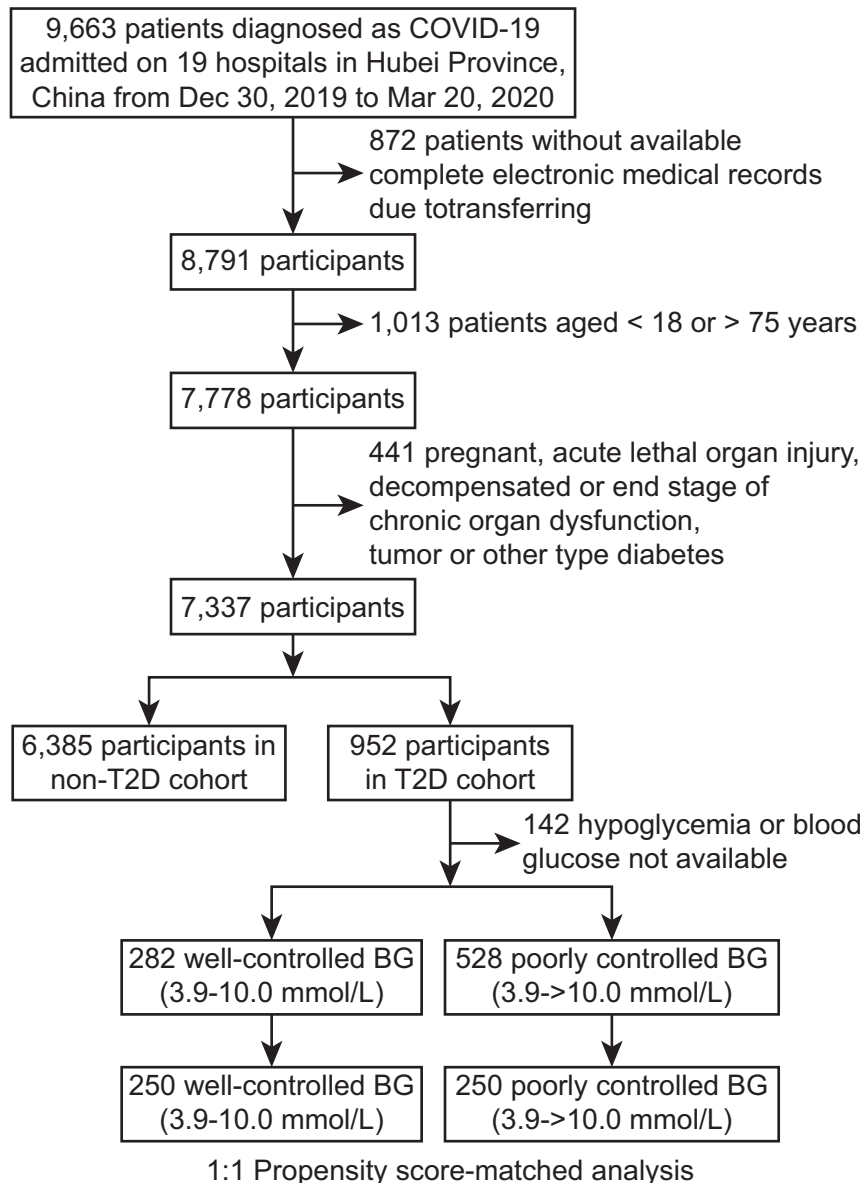 9,663 patients diagnosed as COVID-19
admitted on 19 hospitals in Hubei Province,
China from Dec 30, 2019 to Mar 20, 2020
872 patients without available
complete electronic medical records
due totransferring
8,791 participants
1,013 patients aged < 18 or > 75 years
7,778 participants
441 pregnant, acute lethal organ injury,
decompensated or end stage of
chronic organ dysfunction,
tumor or other type diabetes
7,337 participants
6,385 participants in
non-T2D cohort
952 participants
in T2D cohort
142 hypoglycemia or blood
glucose not available
282 well-controlled BG
(3.9-10.0 mmol/L)
528 poorly controlled BG
(3.9->10.0 mmol/L)
250 well-controlled BG
(3.9-10.0 mmol/L)
250 poorly controlled BG
(3.9->10.0 mmol/L)
1:1 Propensity score-matched analysis